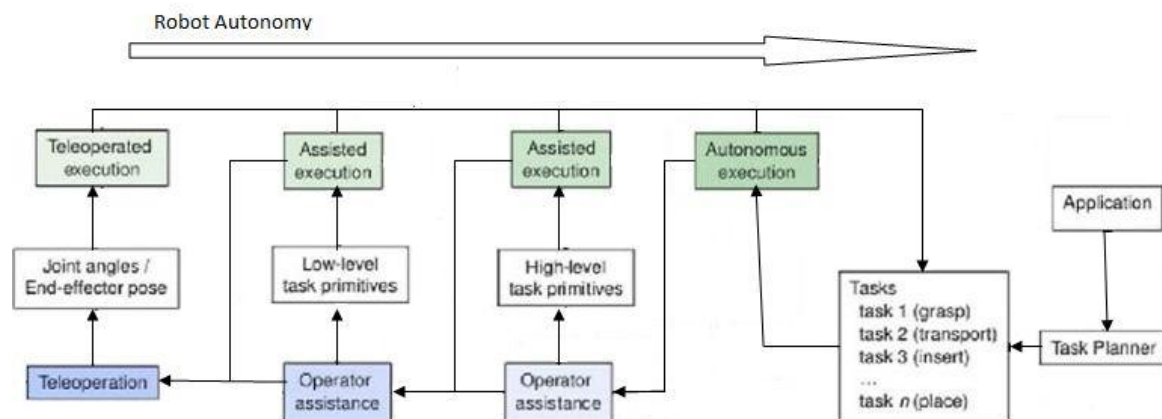 Robot Autonomy
Teleoperated
execution
Assisted
execution
Assisted
execution
Autonomous
execution
Application
Joint angles /
End-effector pose
Low-level
task primitives
High-level
task primitives
Tasks
task 1 (grasp)
task 2 (transport)
task 3 (insert)
...
task n (place)
Task Planner
Teleoperation
Operator
assistance
Operator
assistance